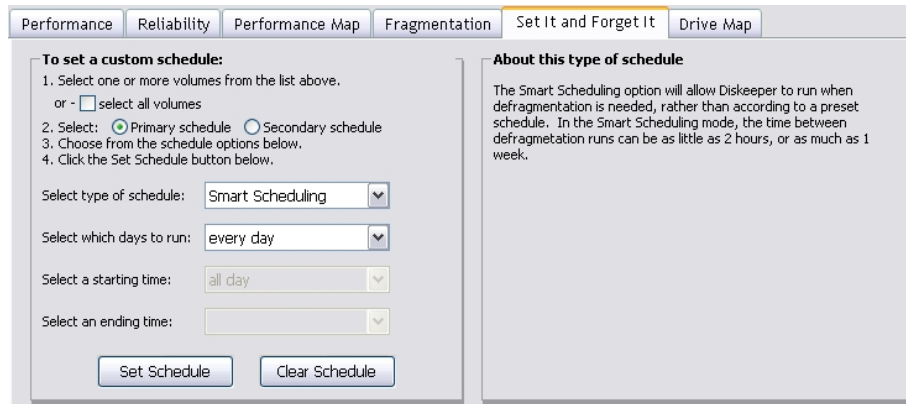 Performance Reliability Performance Map Fragmentation Set It and Forget It Drive Map
To set a custom schedule:
1. Select one or more volumes from the list above.
or - select all volumes
2. Select: Primary schedule Secondary schedule
3. Choose from the schedule options below.
4. Click the Set Schedule button below.
Select type of schedule: Smart Scheduling
Select which days to run: every day
Select a starting time: all day
Select an ending time:
Set Schedule Clear Schedule
About this type of schedule
The Smart Scheduling option will allow Diskeeper to run when
defragmentation is needed, rather than according to a preset
schedule. In the Smart Scheduling mode, the time between
defragmetation runs can be as little as 2 hours, or as much as 1
week.